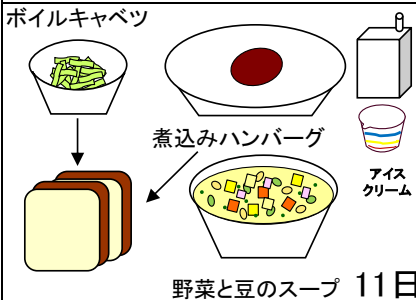 ボイルキャベツ
煮込みハンバーグ
アイス
クリーム
野菜と豆のスープ 11日